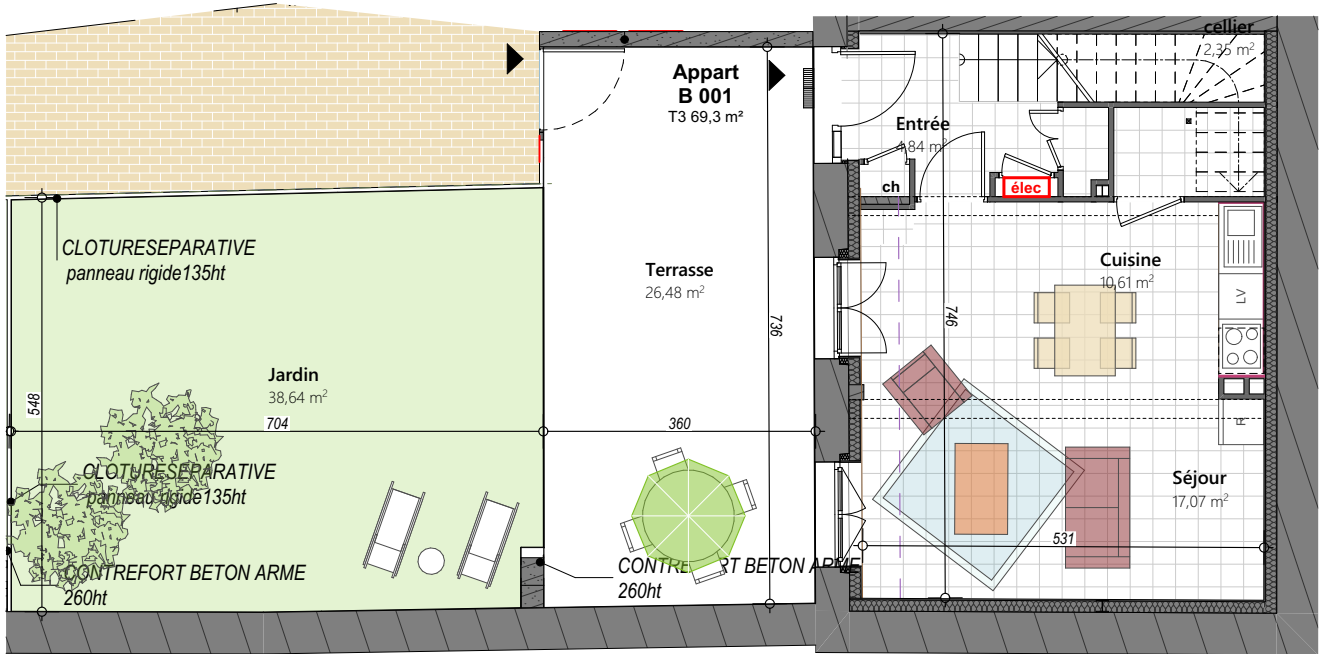 cellier
2,35 m²
Appart
B 001
T3 69,3 m²
Entrée
4,84 m²
ch
élec
CLOTURESEPARATIVE
panneau rigide135ht
Terrasse
26,48 m²
Cuisine
10,61 m²
LV
736
746
Jardin
38,64 m²
548
704
360
R
CLOTURESEPARATIVE
panneau rigide135ht
Séjour
17,07 m²
531
CONTREFORT BETON ARME
260ht
CONTREFORT BETON ARME
260ht